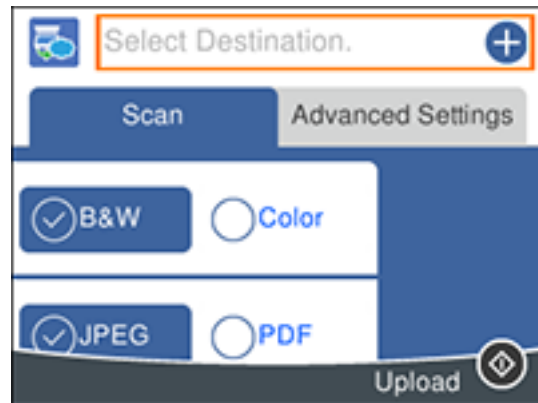 Select Destination.
Scan Advanced Settings
B&W Color
JPEG PDF
Upload